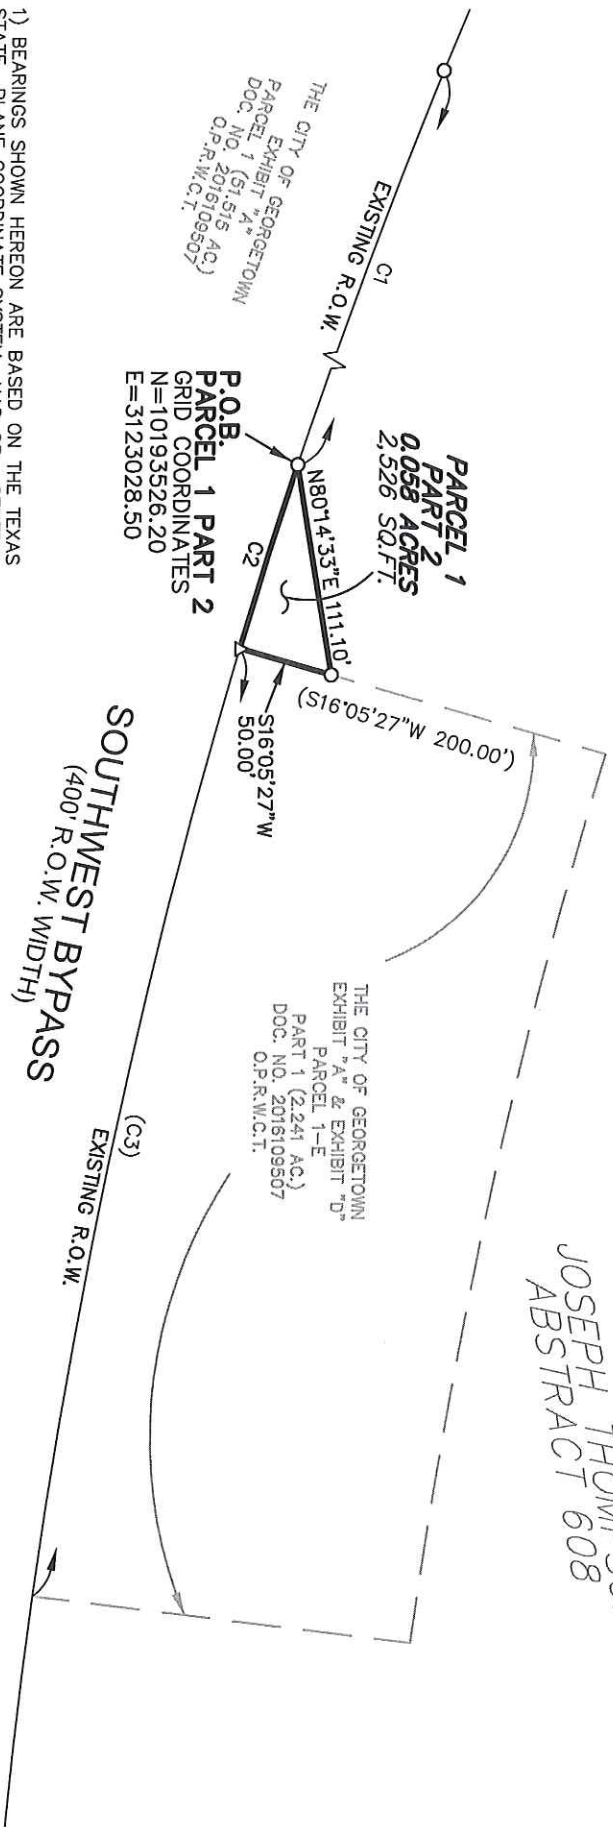 THE CITY OF GEORGETOWN
EXHIBIT "A"
PARCEL 1 (51.515 AC.)
DOC. NO. 2016109507
O.P.R.W.C.T.
C1
EXISTING R.O.W.
P.O.B.
PARCEL 1 PART 2
GRID COORDINATES
N=10193526.20
E=3123028.50
PARCEL 1
PART 2
0.058 ACRES
2,526 SQ.FT.
N80°14'33"E 111.10'
C2
S16°05'27"W
50.00'
(S16°05'27"W 200.00')
SOUTHWEST BYPASS
(400' R.O.W. WIDTH)
THE CITY OF GEORGETOWN
EXHIBIT "A" & EXHIBIT "D"
PARCEL 1-E
PART 1 (2.241 AC.)
DOC. NO. 2016109507
O.P.R.W.C.T.
(C3)
EXISTING R.O.W.
JOSEPH
ABSTRACT 608
1) BEARINGS SHOWN HEREON ARE BASED ON THE TEXAS
STATE PLANE COORDINATE SYSTEM